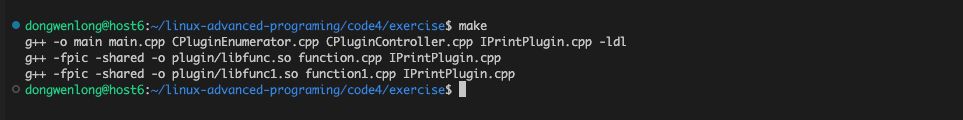 dongwenlong@host6:~/linux-advanced-programing/code4/exercise$ make
g++ -o main main.cpp CPluginEnumerator.cpp CPluginController.cpp IPrintPlugin.cpp -ldl
g++ -fpic -shared -o plugin/libfunc.so function.cpp IPrintPlugin.cpp
g++ -fpic -shared -o plugin/libfunc1.so function1.cpp IPrintPlugin.cpp
dongwenlong@host6:~/linux-advanced-programing/code4/exercise$